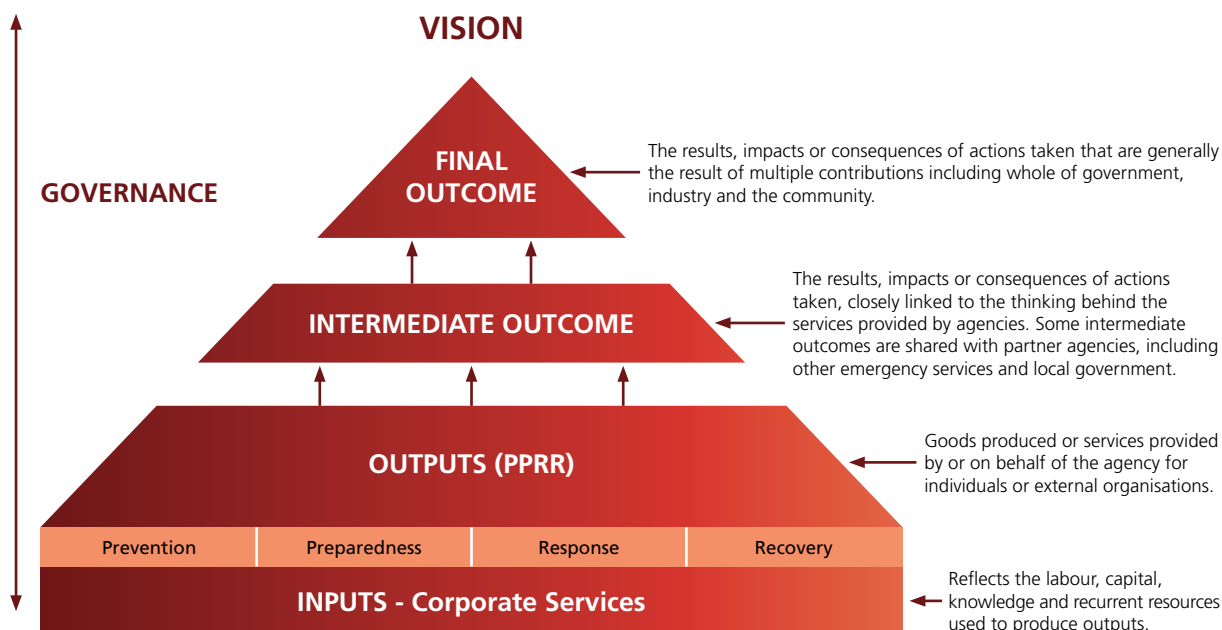 VISION
GOVERNANCE
FINAL
OUTCOME
The results, impacts or consequences of actions taken that are generally
the result of multiple contributions including whole of government,
industry and the community.
INTERMEDIATE OUTCOME
The results, impacts or consequences of actions
taken, closely linked to the thinking behind the
services provided by agencies. Some intermediate
outcomes are shared with partner agencies, including
other emergency services and local government.
OUTPUTS (PPRR)
Goods produced or services provided
by or on behalf of the agency for
individuals or external organisations.
Prevention
Preparedness
Response
Recovery
INPUTS - Corporate Services
Reflects the labour, capital,
knowledge and recurrent resources
used to produce outputs.